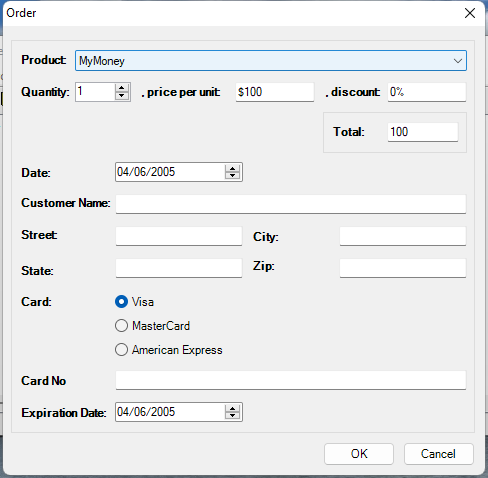 Order
Product: MyMoney
Quantity: 1 , price per unit: $100 , discount: 0%
Total: 100
Date: 04/06/2005
Customer Name:
Street: City:
State: Zip:
Card: Visa
MasterCard
American Express
Card No
Expiration Date: 04/06/2005
OK Cancel